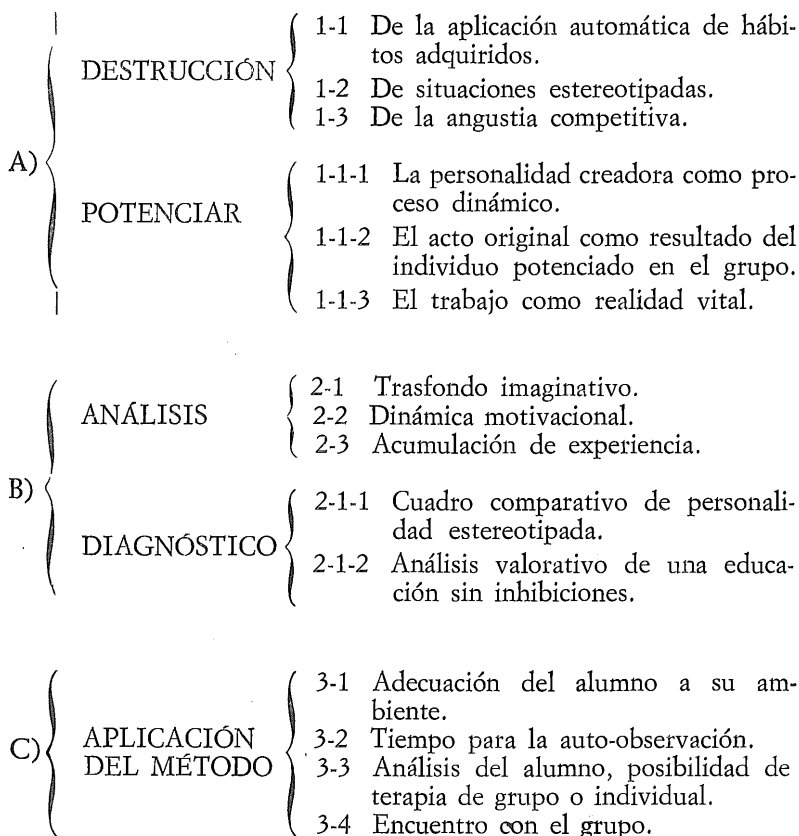 A)
DESTRUCCIÓN
1-1 De la aplicación automática de hábi-
tos adquiridos.
1-2 De situaciones estereotipadas.
1-3 De la angustia competitiva.
POTENCIAR
1-1-1 La personalidad creadora como pro-
ceso dinámico.
1-1-2 El acto original como resultado del
individuo potenciado en el grupo.
1-1-3 El trabajo como realidad vital.
B)
ANÁLISIS
2-1 Trasfondo imaginativo.
2-2 Dinámica motivacional.
2-3 Acumulación de experiencia.
DIAGNÓSTICO
2-1-1 Cuadro comparativo de personali-
dad estereotipada.
2-1-2 Análisis valorativo de una educa-
ción sin inhibiciones.
C)
APLICACIÓN
DEL MÉTODO
3-1 Adecuación del alumno a su am-
biente.
3-2 Tiempo para la auto-observación.
3-3 Análisis del alumno, posibilidad de
terapia de grupo o individual.
3-4 Encuentro con el grupo.